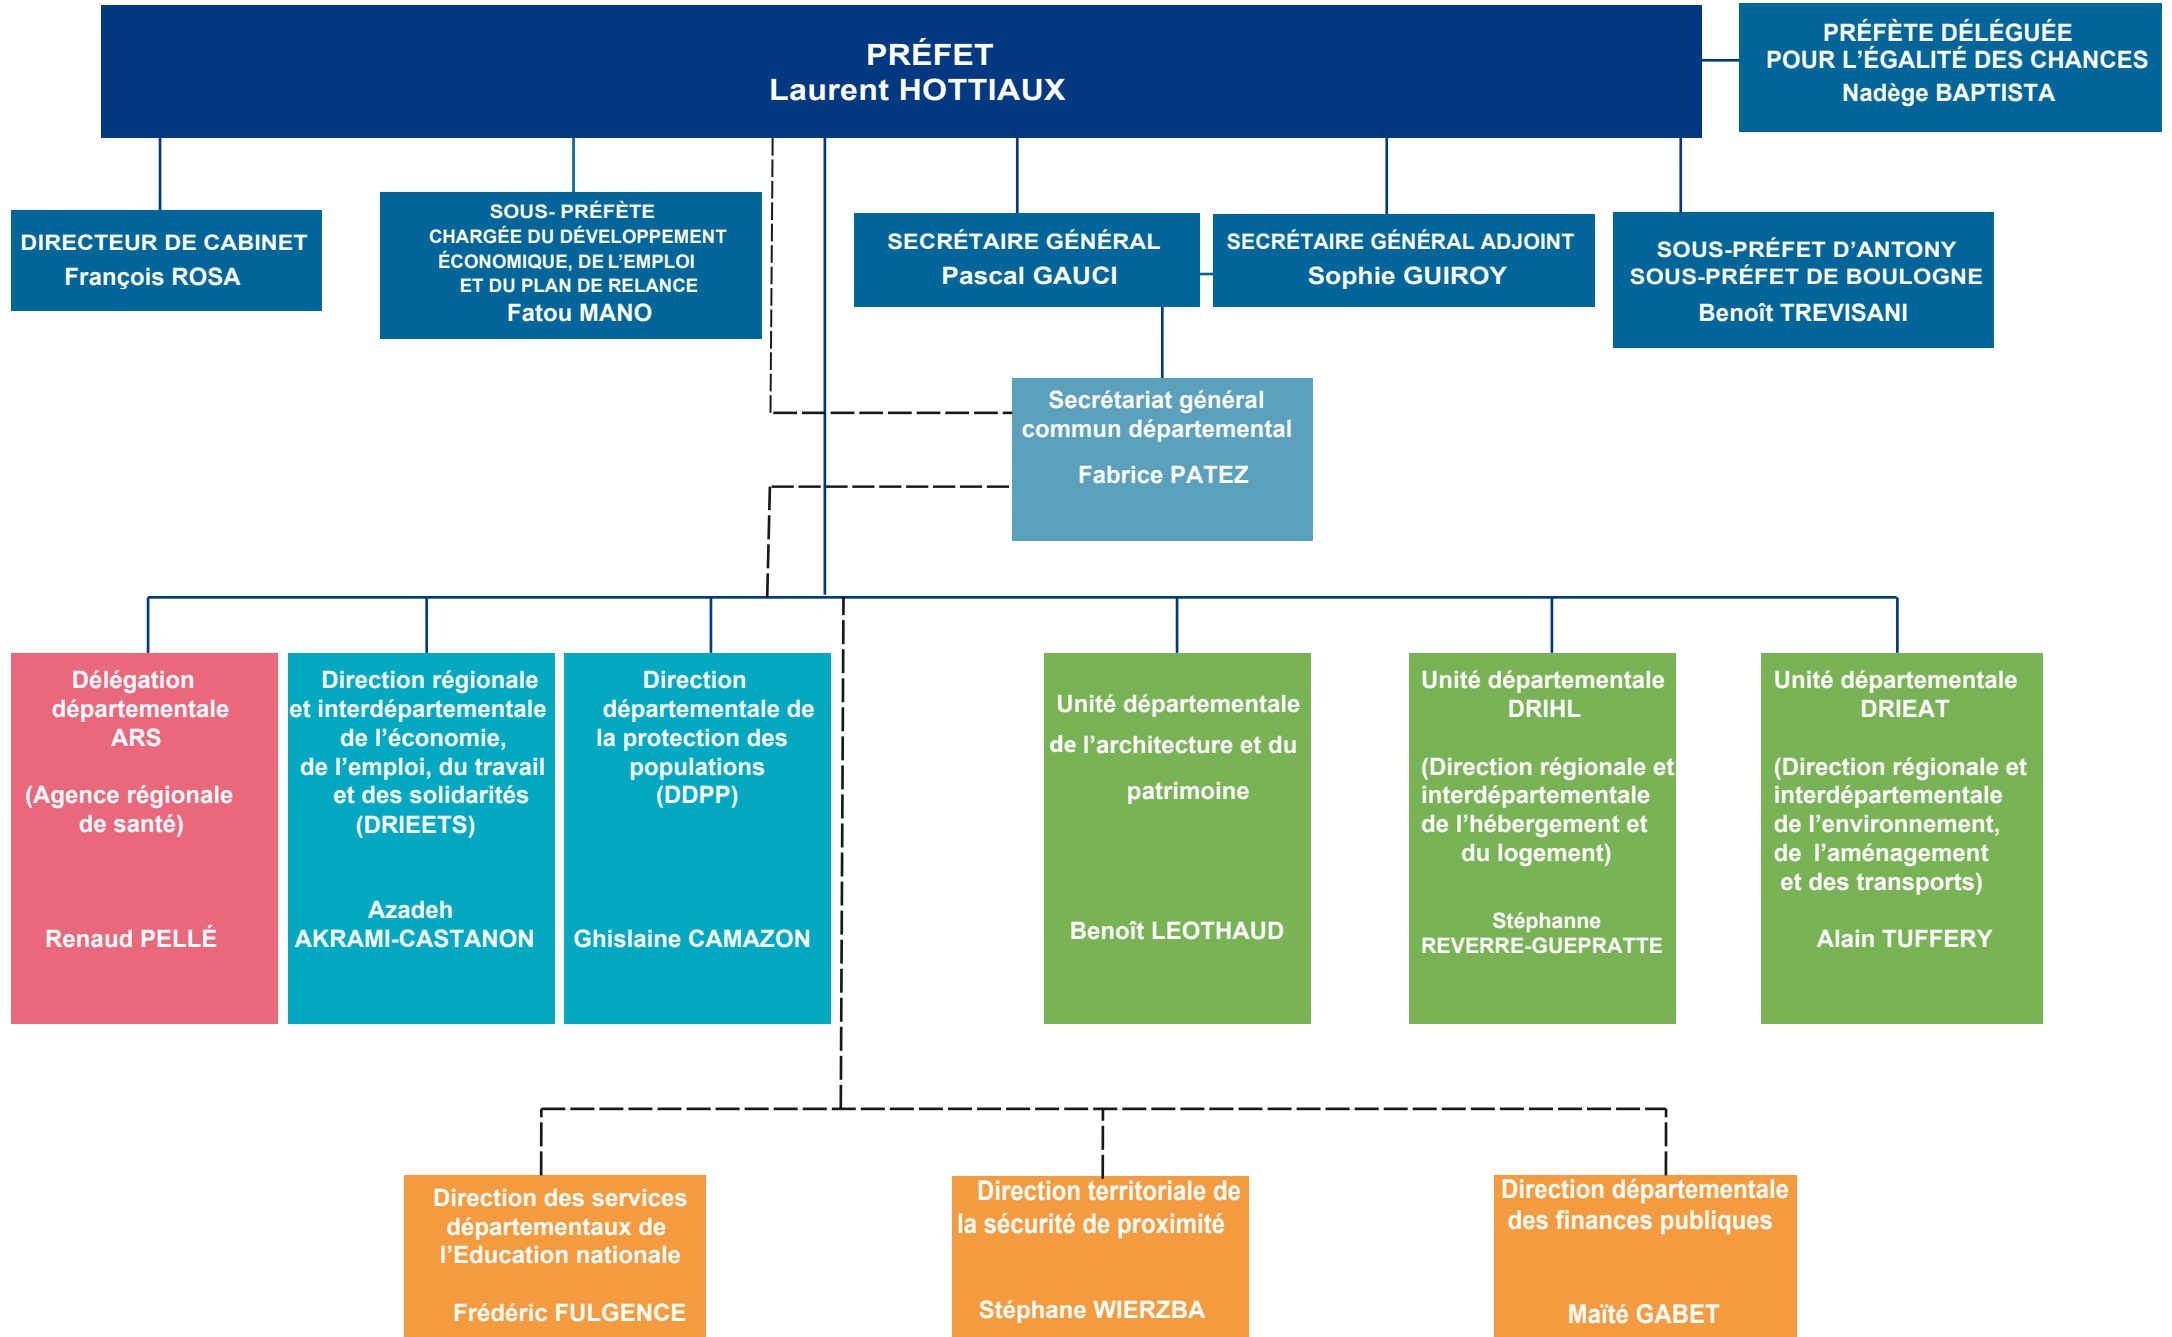 PRÉFET
Laurent HOTTIAUX
PRÉFÈTE DÉLÉGUÉE
POUR L'ÉGALITÉ DES CHANCES
Nadège BAPTISTA
DIRECTEUR DE CABINET
François ROSA
SOUS- PRÉFÈTE
CHARGÉE DU DÉVELOPPEMENT
ÉCONOMIQUE, DE L'EMPLOI
ET DU PLAN DE RELANCE
Fatou MANO
SECRÉTAIRE GÉNÉRAL
Pascal GAUCI
SECRÉTAIRE GÉNÉRAL ADJOINT
Sophie GUIROY
SOUS-PRÉFET D'ANTONY
SOUS-PRÉFET DE BOULOGNE
Benoît TREVISANI
Secrétariat général
commun départemental
Fabrice PATEZ
Délégation
départementale
ARS
(Agence régionale
de santé)
Renaud PELLÉ
Direction régionale
et interdépartementale
de l'économie,
de l'emploi, du travail
et des solidarités
(DRIEETS)
Azadeh
AKRAMI-CASTANON
Direction
départementale de
la protection des
populations
(DDPP)
Ghislaine CAMAZON
Unité départementale
de l'architecture et du
patrimoine
Benoît LEOTHAUD
Unité départementale
DRIHL
(Direction régionale et
interdépartementale
de l'hébergement et
du logement)
Stéphanne
REVERRE-GUEPRATTE
Unité départementale
DRIEAT
(Direction régionale et
interdépartementale
de l'environnement,
de l'aménagement
et des transports)
Alain TUFFERY
Direction des services
départementaux de
l'Education nationale
Frédéric FULGENCE
Direction territoriale de
la sécurité de proximité
Stéphane WIERZBA
Direction départementale
des finances publiques
Maïté GABET